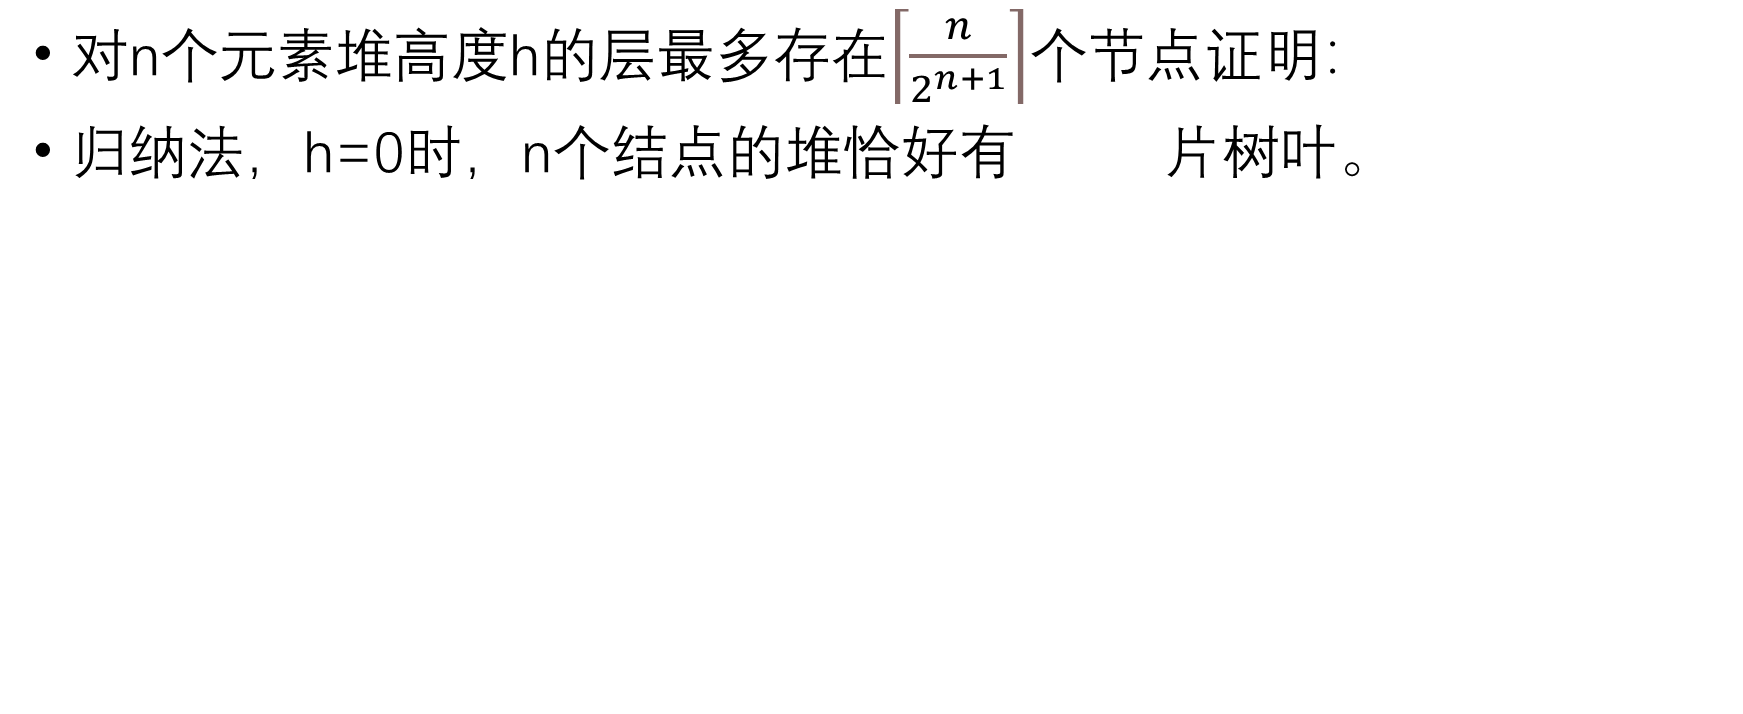 • 对n个元素堆高度h的层最多存在⌈n/2^{n+1}⌉个节点证明:
• 归纳法, h=0时, n个结点的堆恰好有 片树叶。